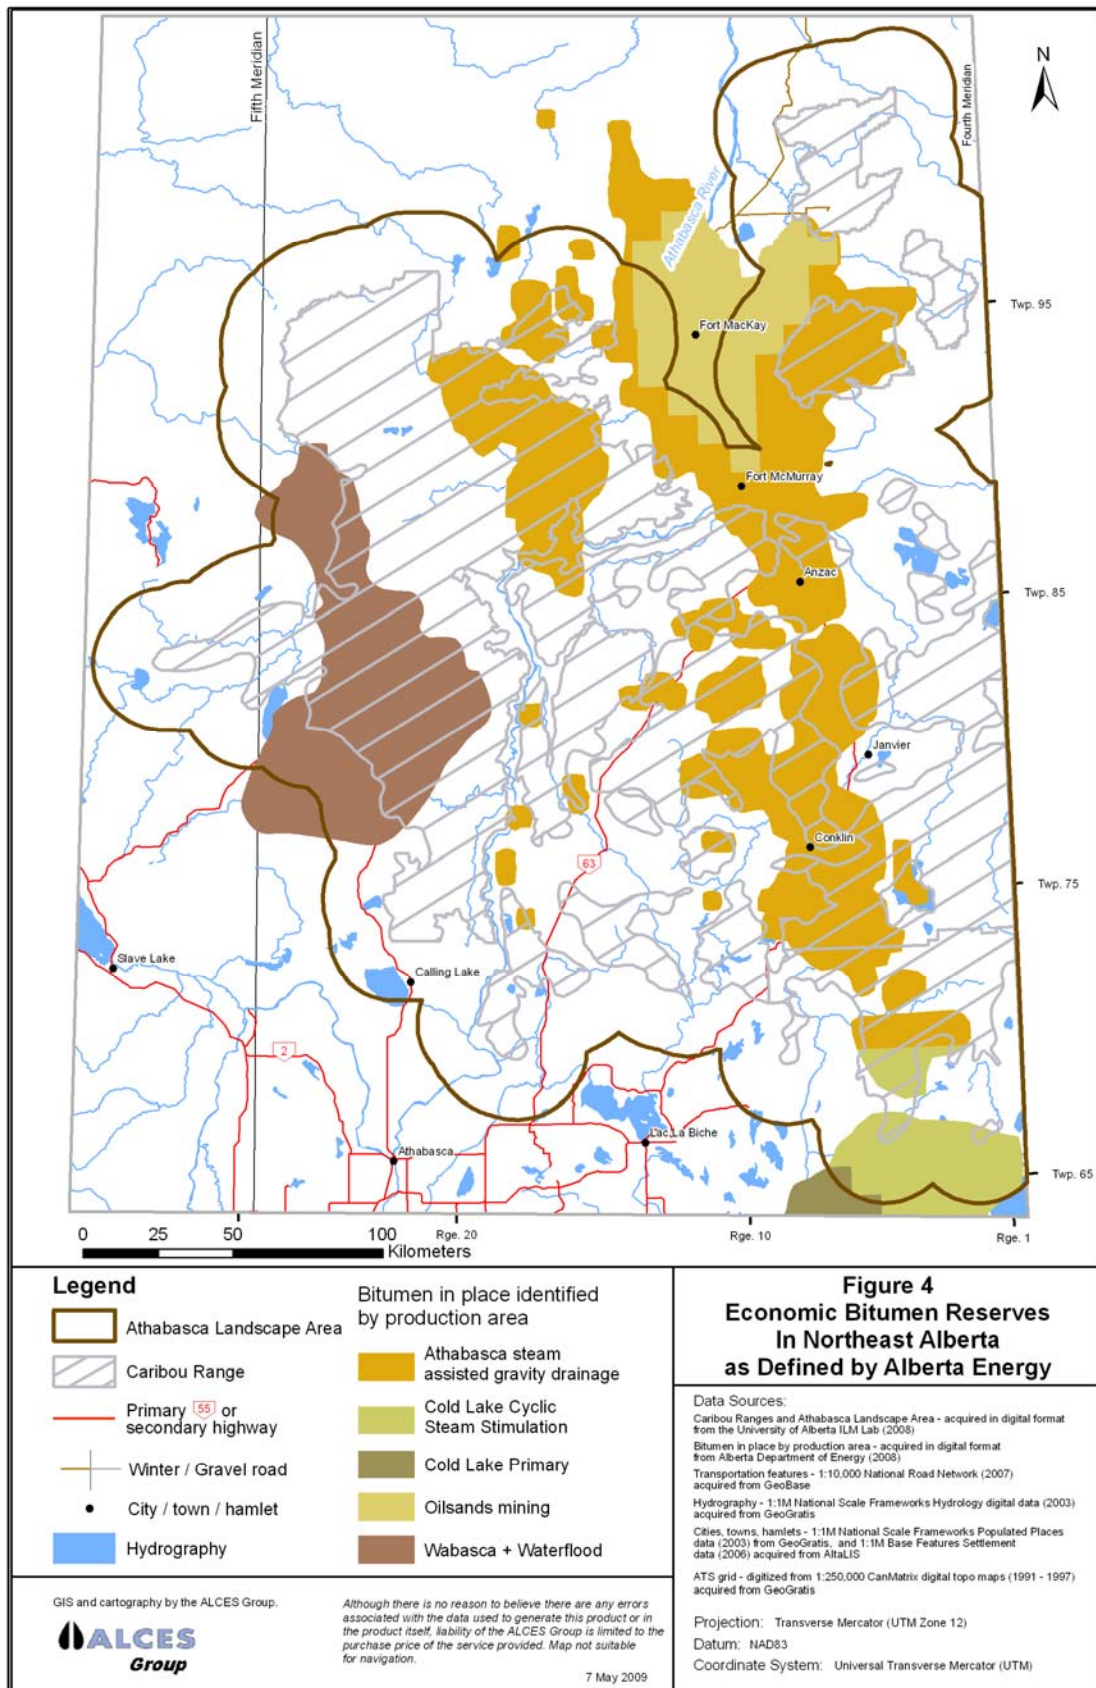 N
Fifth Meridian
Fourth Meridian
Athabasca River
Twp. 95
Fort MacKay
Fort McMurray
Anzac
Twp. 85
Janvier
Conklin
63
Twp. 75
Slave Lake
Calling Lake
2
Lac La Biche
Athabasca
Twp. 65
0 25 50 100
Kilometers
Rge. 20
Rge. 10
Rge. 1
Legend
Athabasca Landscape Area
Caribou Range
Primary 55 or
secondary highway
Winter / Gravel road
City / town / hamlet
Hydrography
Bitumen in place identified
by production area
Athabasca steam
assisted gravity drainage
Cold Lake Cyclic
Steam Stimulation
Cold Lake Primary
Oilsands mining
Wabasca + Waterflood
Figure 4
Economic Bitumen Reserves
In Northeast Alberta
as Defined by Alberta Energy
Data Sources:
Caribou Ranges and Athabasca Landscape Area - acquired in digital format
from the University of Alberta ILM Lab (2008)
Bitumen in place by production area - acquired in digital format
from Alberta Department of Energy (2008)
Transportation features - 1:10,000 National Road Network (2007)
acquired from GeoBase
Hydrography - 1:1M National Scale Frameworks Hydrology digital data (2003)
acquired from GeoGratis
Cities, towns, hamlets - 1:1M National Scale Frameworks Populated Places
data (2003) from GeoGratis, and 1:1M Base Features Settlement
data (2006) acquired from AltaLIS
ATS grid - digitized from 1:250,000 CanMatrix digital topo maps (1991 - 1997)
acquired from GeoGratis
Projection: Transverse Mercator (UTM Zone 12)
Datum: NAD83
Coordinate System: Universal Transverse Mercator (UTM)
GIS and cartography by the ALCES Group.
ALCES
Group
Although there is no reason to believe there are any errors
associated with the data used to generate this product or in
the product itself, liability of the ALCES Group is limited to the
purchase price of the service provided. Map not suitable
for navigation.
7 May 2009